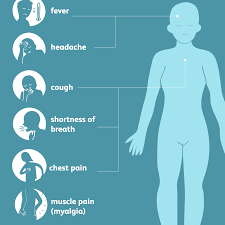 fever
headache
cough
shortness of
breath
chest pain
muscle pain
(myalgia)